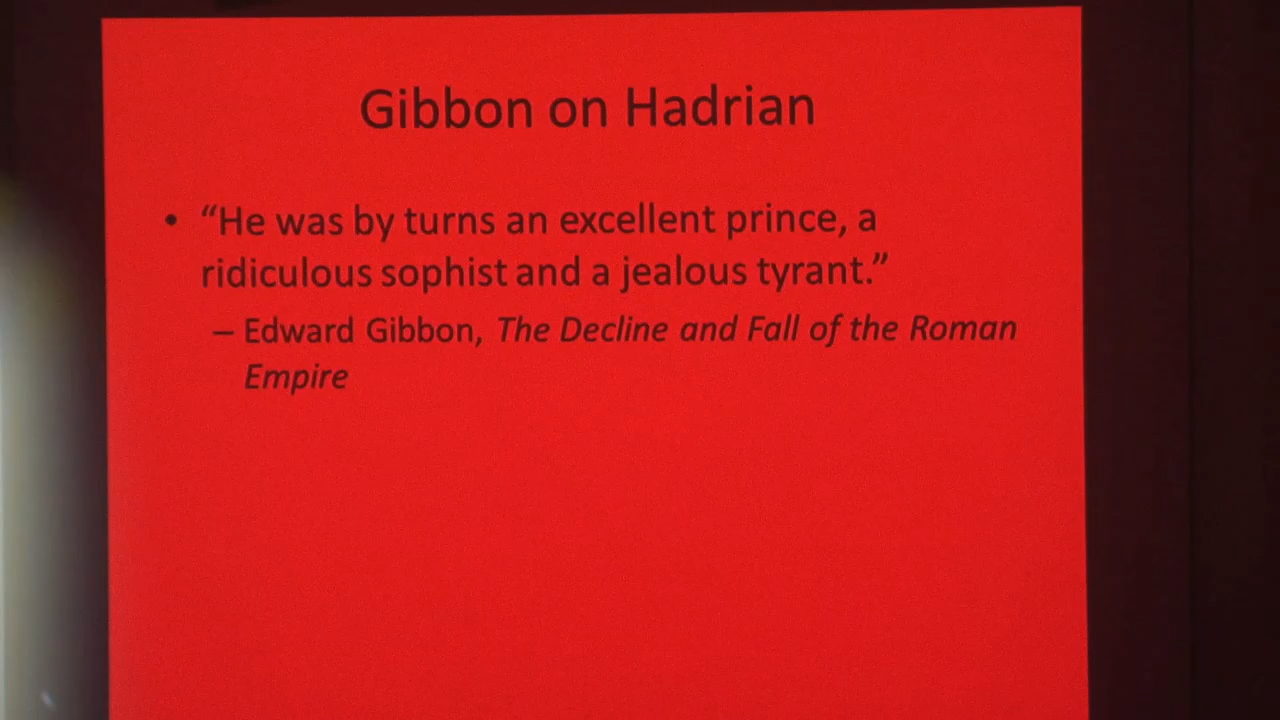 Gibbon on Hadrian
• “He was by turns an excellent prince, a
ridiculous sophist and a jealous tyrant.”
– Edward Gibbon, The Decline and Fall of the Roman
Empire